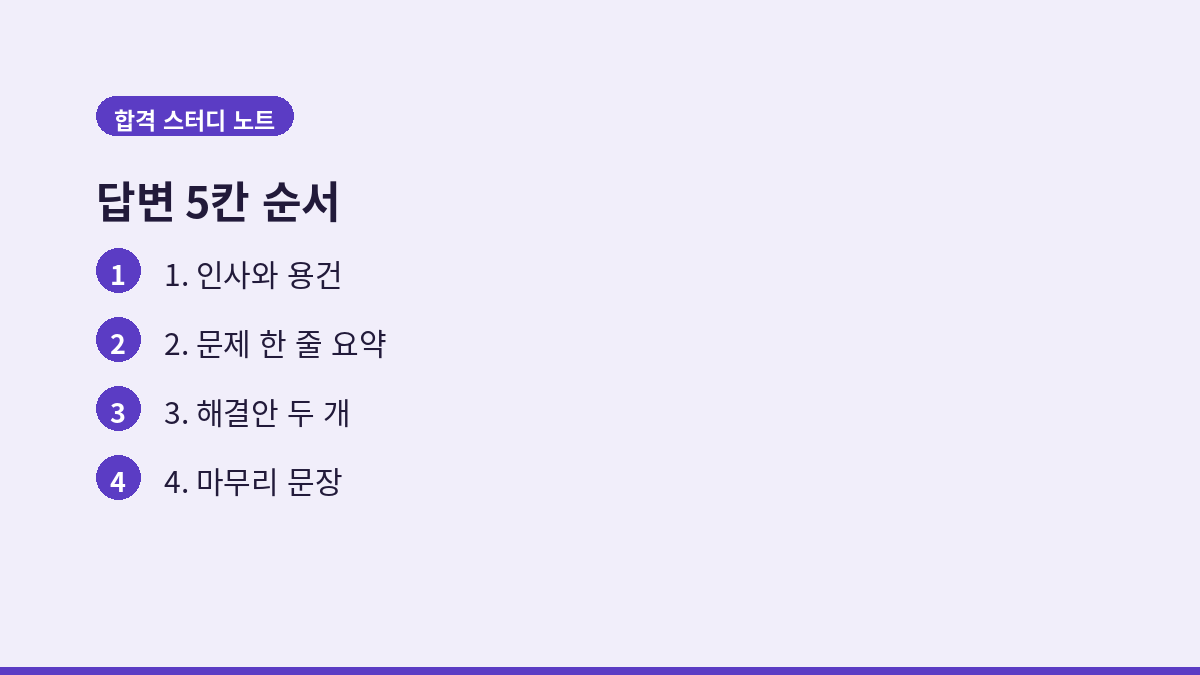 합격 스터디 노트
답변 5칸 순서
1 1. 인사와 용건
2 2. 문제 한 줄 요약
3 3. 해결안 두 개
4 4. 마무리 문장